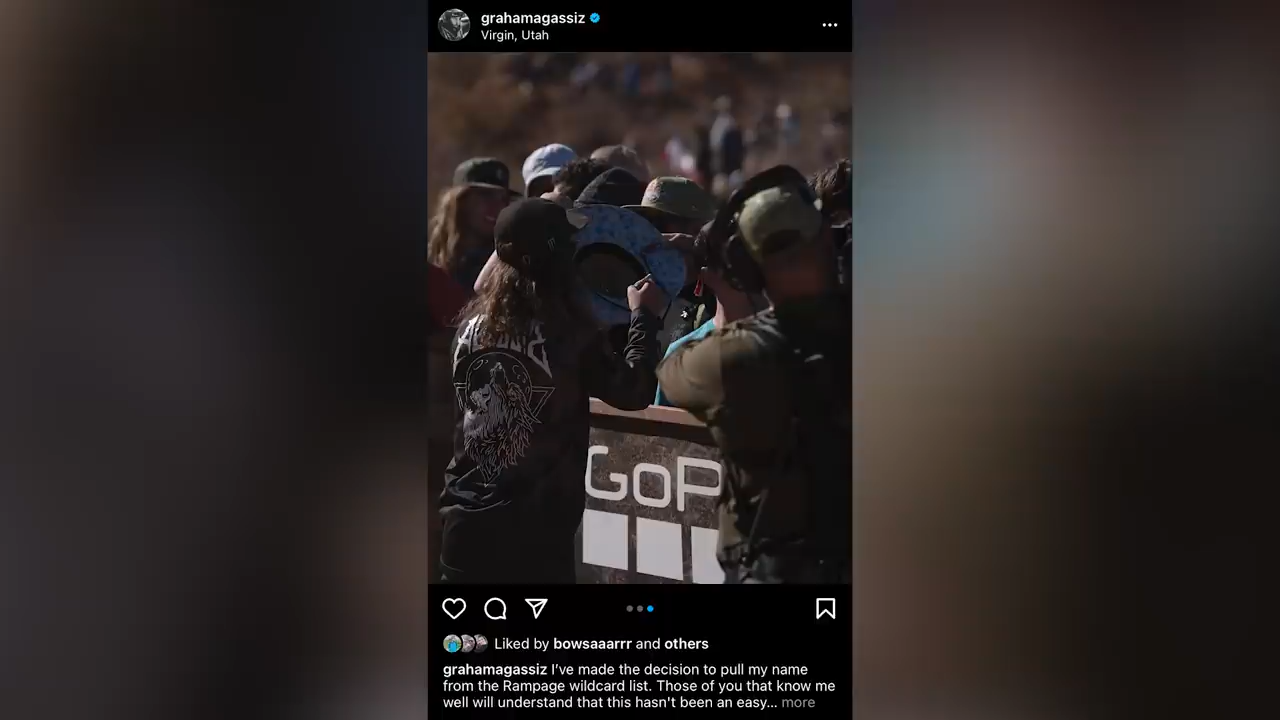 grahamagassiz
Virgin, Utah
GoP
Liked by bowsaaarrr and others
grahamagassiz I've made the decision to pull my name
from the Rampage wildcard list. Those of you that know me
well will understand that this hasn't been an easy... more